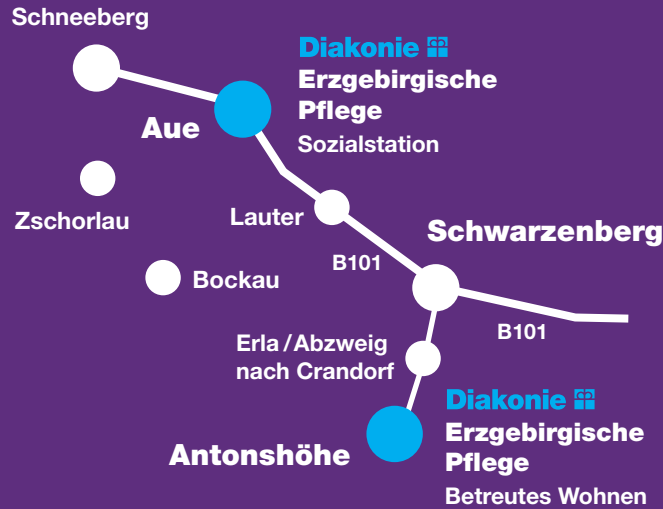 Schneeberg
Diakonie
Erzgebirgische
Pflege
Sozialstation
Aue
Zschorlau
Lauter
Schwarzenberg
B101
Bockau
B101
Erla / Abzweig
nach Crandorf
Diakonie
Erzgebirgische
Pflege
Betreutes Wohnen
Antonshöhe